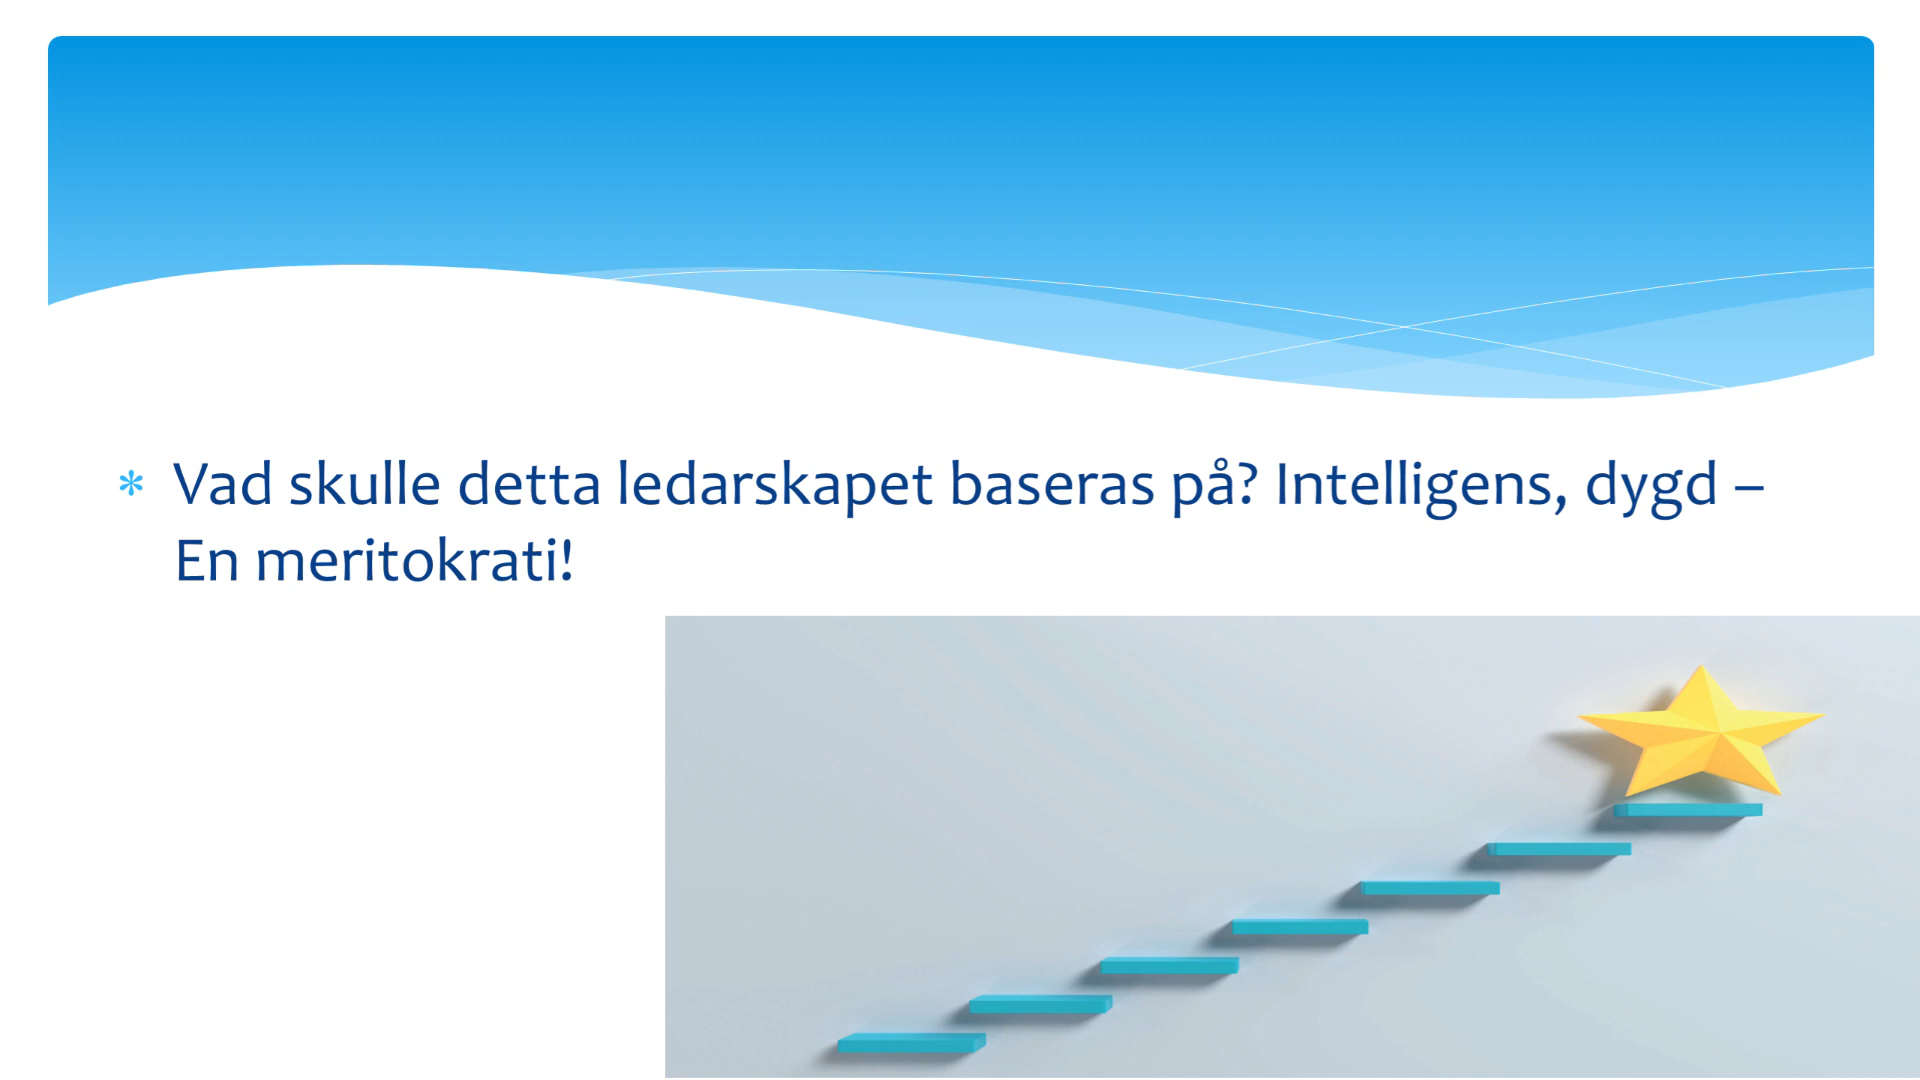 * Vad skulle detta ledarskapet baseras på? Intelligens, dygd –
En meritokrati!